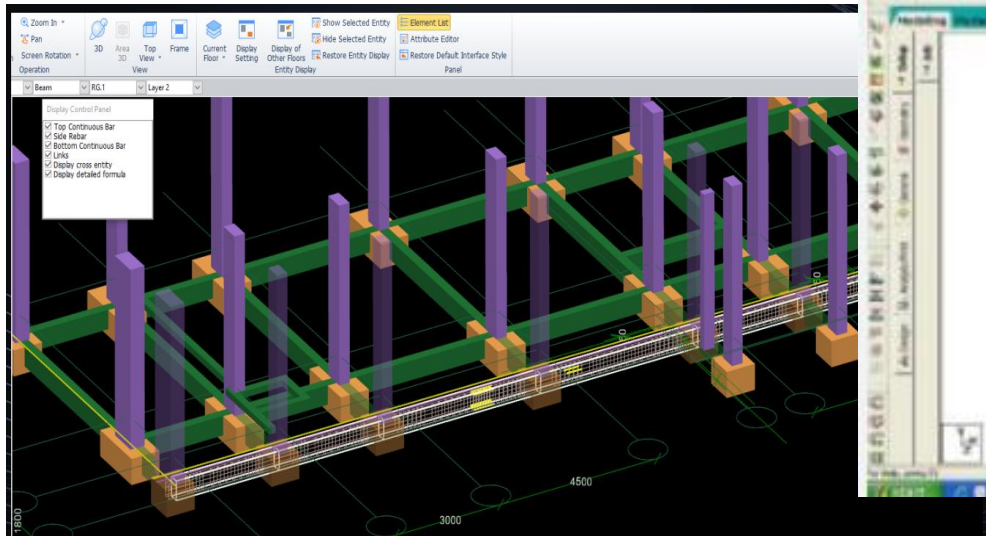 Zoom In
Pan
Screen Rotation
Operation
3D
Area 3D
Top View
Frame
View
Current Floor
Display Setting
Display of Other Floors
Show Selected Entity
Hide Selected Entity
Restore Entity Display
Entity Display
Element List
Attribute Editor
Restore Default Interface Style
Panel
Beam
RG.1
Layer 2
Display Control Panel
Top Continuous Bar
Side Rebar
Bottom Continuous Bar
Links
Display cross entity
Display detailed formula
4500
3000
1800
Modeling